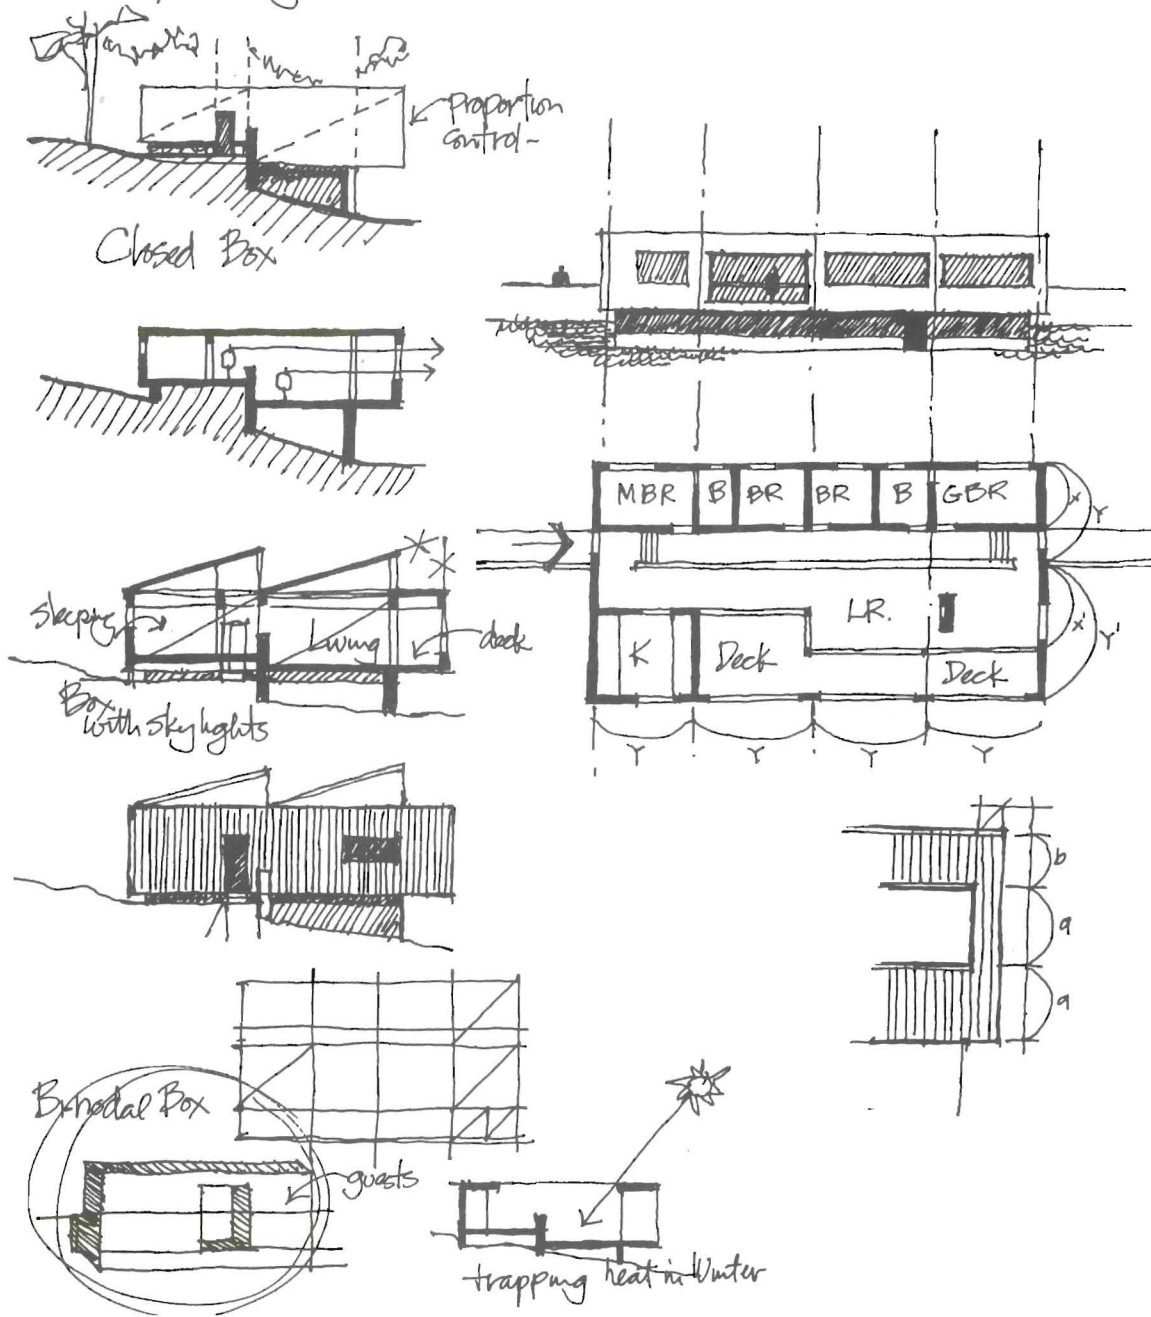 proportion
control-
Closed Box
MBR B BR BR B GBR
x Y
sleeping
Living
deck
LR.
K Deck Deck
x' Y'
Box
with skylights
Y Y Y Y
b
a
a
Bi-nodal Box
guests
trapping heat in Winter